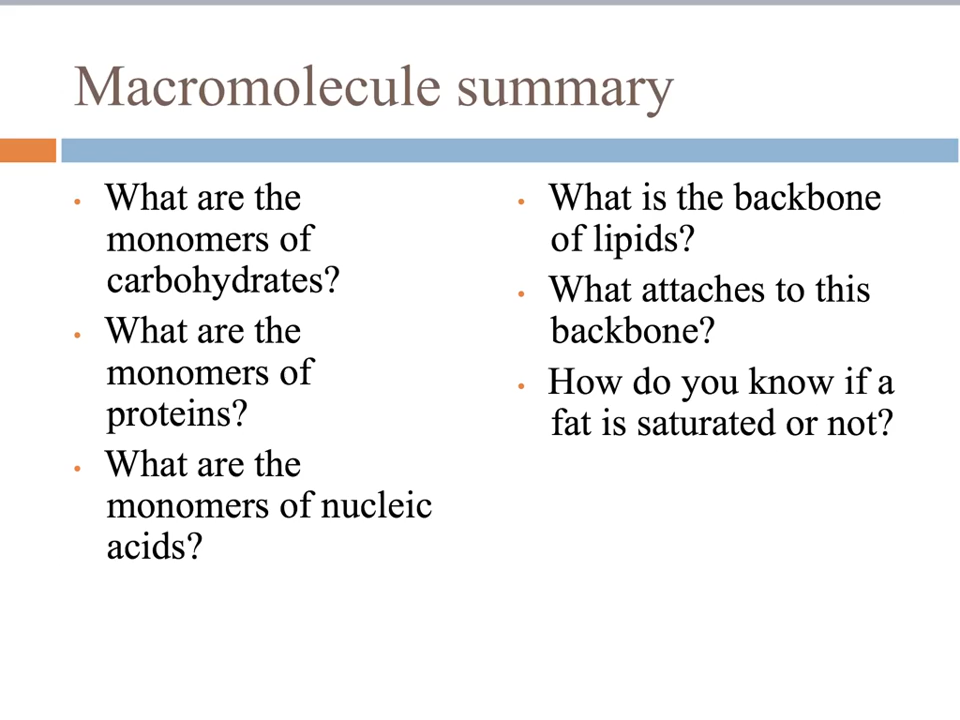 Macromolecule summary
• What are the
monomers of
carbohydrates?
• What are the
monomers of
proteins?
• What are the
monomers of nucleic
acids?
• What is the backbone
of lipids?
• What attaches to this
backbone?
• How do you know if a
fat is saturated or not?